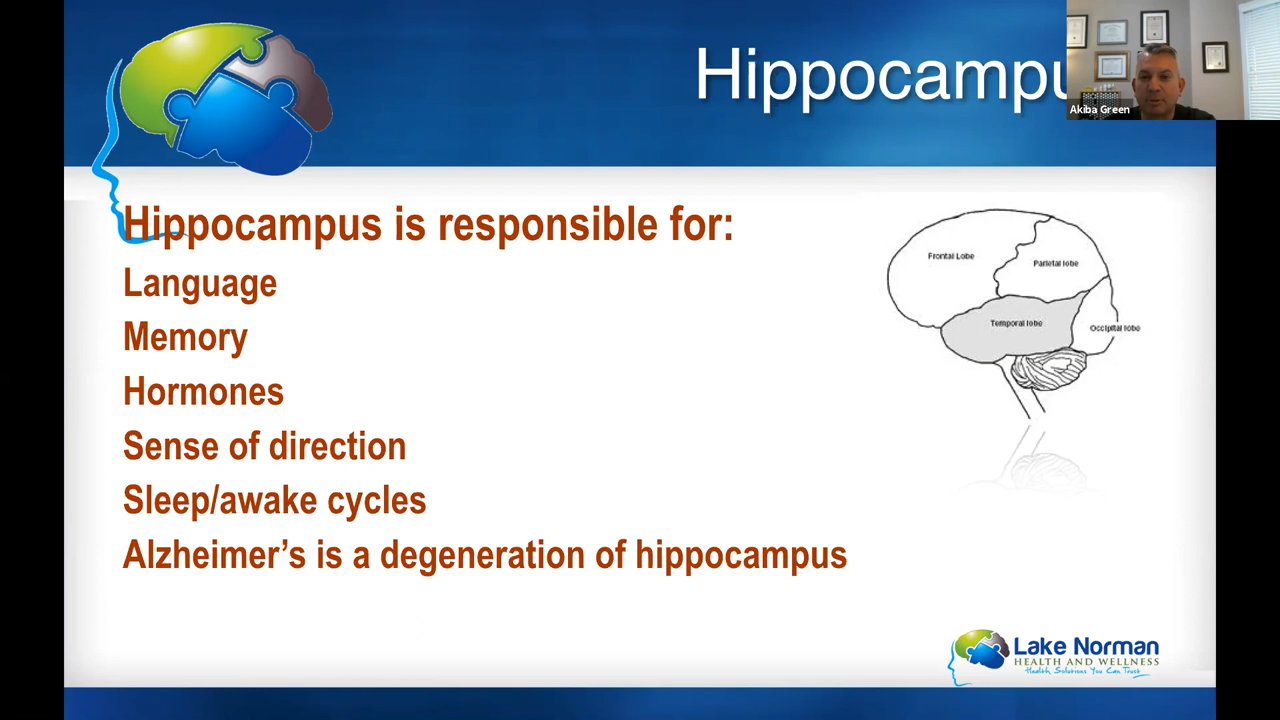 Hippocampu
Akiba Green
Hippocampus is responsible for:
Language
Memory
Hormones
Sense of direction
Sleep/awake cycles
Alzheimer’s is a degeneration of hippocampus
Frontal Lobe
Parietal lobe
Temporal lobe
Occipital lobe
Lake Norman
HEALTH AND WELLNESS
Health Solutions You Can Trust